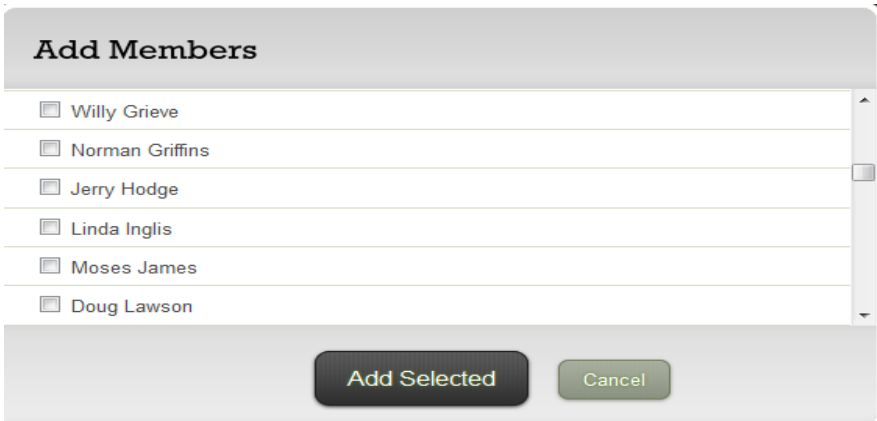 Add Members
Willy Grieve
Norman Griffins
Jerry Hodge
Linda Inglis
Moses James
Doug Lawson
Add Selected
Cancel